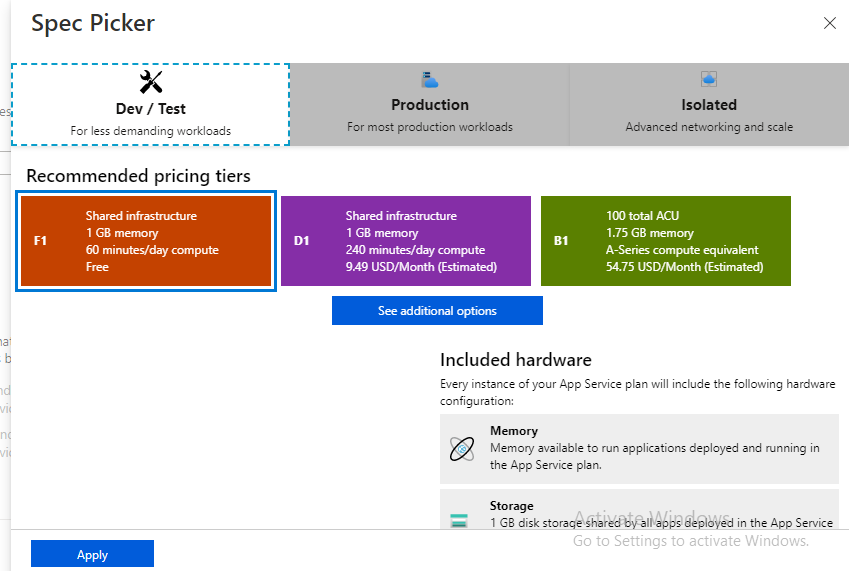 Spec Picker
Dev / Test
For less demanding workloads
Production
For most production workloads
Isolated
Advanced networking and scale
Recommended pricing tiers
F1
Shared infrastructure
1 GB memory
60 minutes/day compute
Free
D1
Shared infrastructure
1 GB memory
240 minutes/day compute
9.49 USD/Month (Estimated)
B1
100 total ACU
1.75 GB memory
A-Series compute equivalent
54.75 USD/Month (Estimated)
See additional options
Included hardware
Every instance of your App Service plan will include the following hardware
configuration:
Memory
Memory available to run applications deployed and running in
the App Service plan.
Storage
1 GB disk storage shared by all apps deployed in the App Service
Activate Windows
Go to Settings to activate Windows.
Apply